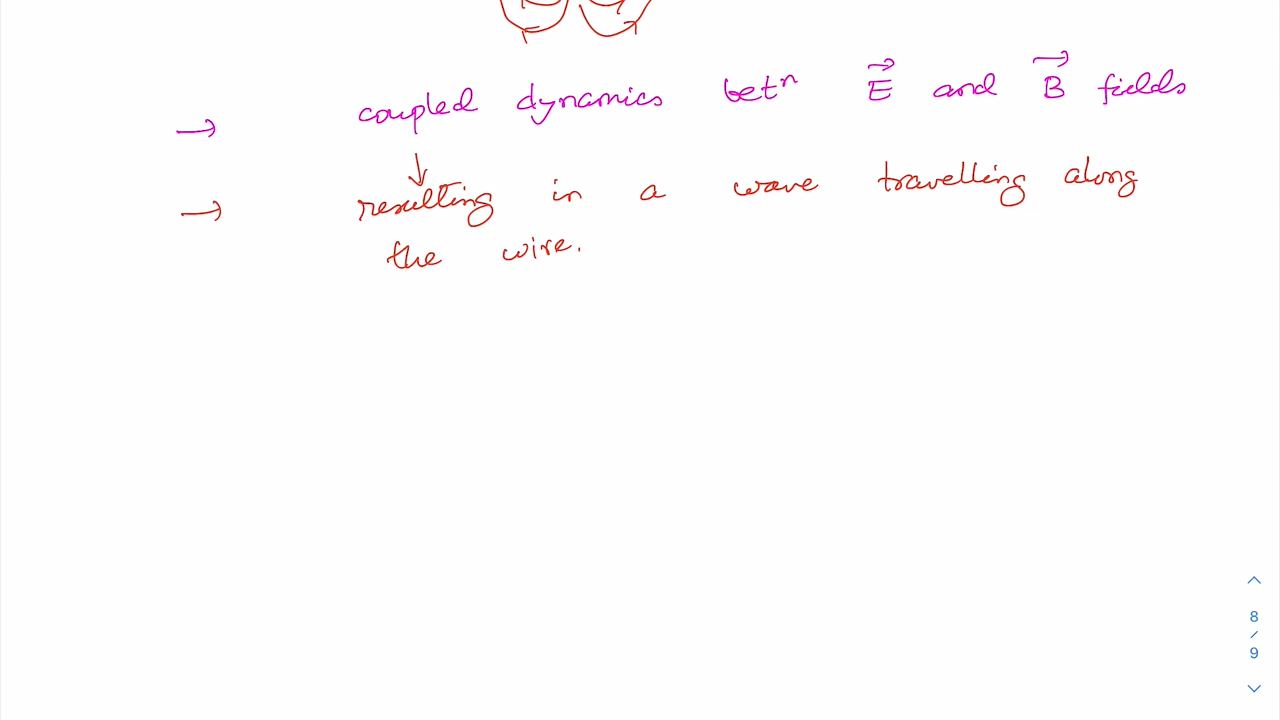 → coupled dynamics betⁿ E⃗ and B⃗ fields
↓
→ resulting in a wave travelling along
the wire.
8
/
9